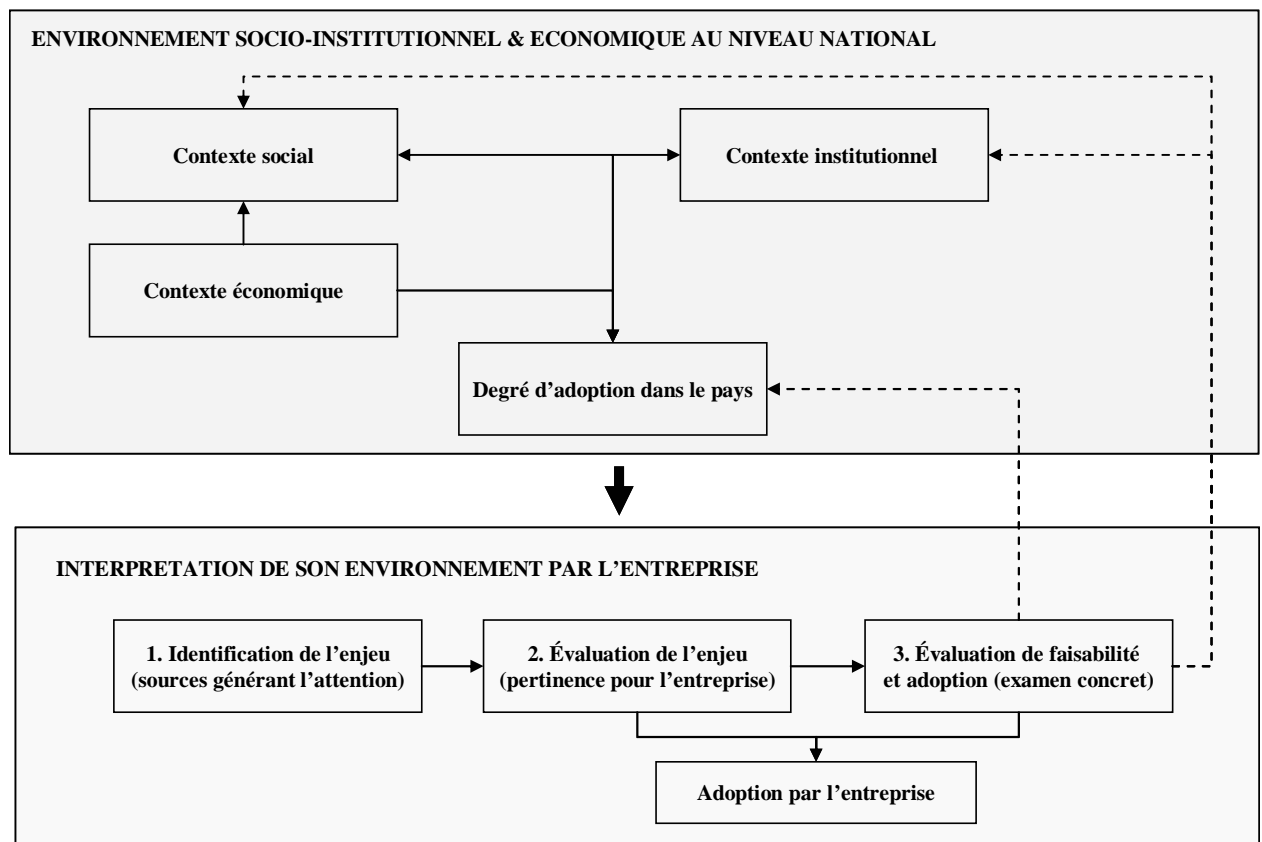 ENVIRONNEMENT SOCIO-INSTITUTIONNEL & ECONOMIQUE AU NIVEAU NATIONAL
Contexte social
Contexte institutionnel
Contexte économique
Degré d’adoption dans le pays
INTERPRETATION DE SON ENVIRONNEMENT PAR L’ENTREPRISE
1. Identification de l’enjeu
(sources générant l’attention)
2. Évaluation de l’enjeu
(pertinence pour l’entreprise)
3. Évaluation de faisabilité
et adoption (examen concret)
Adoption par l’entreprise